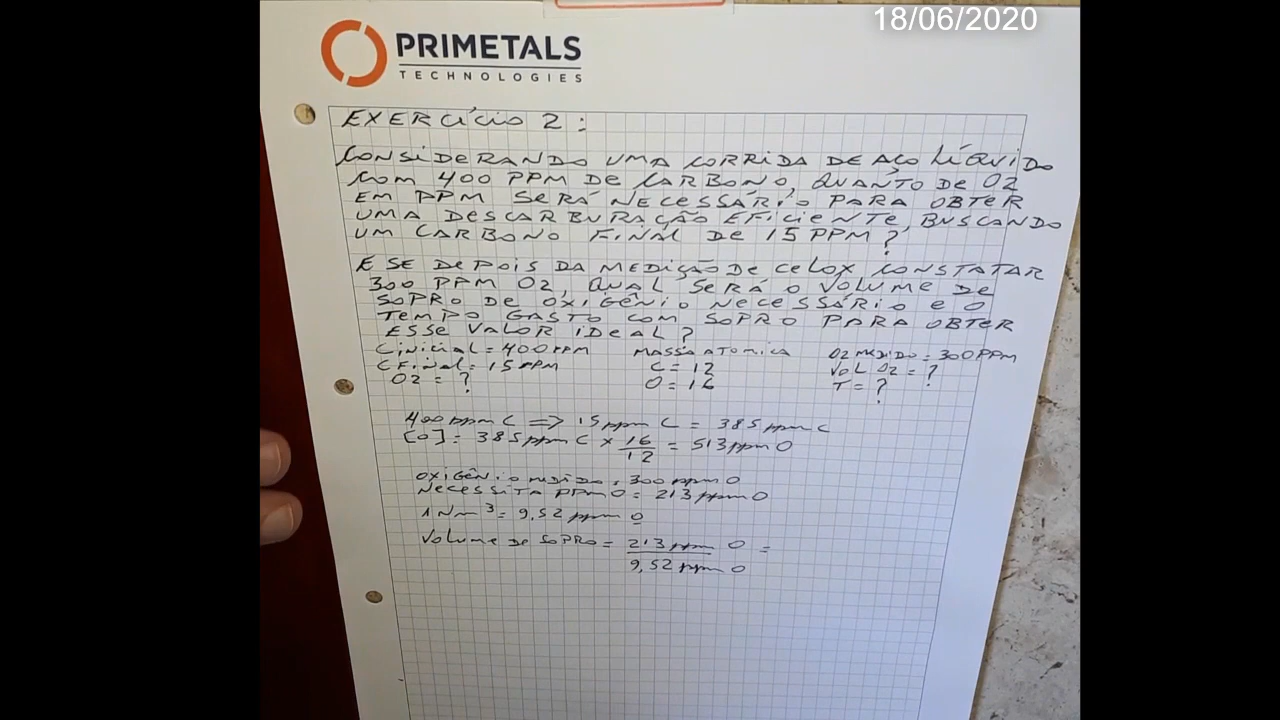 18/06/2020
PRIMETALS
TECHNOLOGIES
EXERCÍCIO 2:
CONSIDERANDO UMA CORRIDA DE AÇO LÍQUIDO
COM 400 PPM DE CARBONO, QUANTO DE O2
EM PPM SERÁ NECESSÁRIO PARA OBTER
UMA DESCARBURAÇÃO EFICIENTE, BUSCANDO
UM CARBONO FINAL DE 15 PPM?
E SE DEPOIS DA MEDIÇÃO DE CELOX CONSTATAR
300 PPM O2, QUAL SERÁ O VOLUME DE
SOPRO DE OXIGÊNIO NECESSÁRIO E O
TEMPO GASTO COM SOPRO PARA OBTER
ESSE VALOR IDEAL?
C INICIAL = 400 PPM MASSA ATOMICA O2 MEDIDO = 300 PPM
C FINAL = 15 PPM C = 12 VOL O2 = ?
O2 = ? O = 16 T = ?
400 ppm C => 15 ppm C = 385 ppm C
[O] = 385 ppm C x 16/12 = 513 ppm O
OXIGÊNIO MEDIDO = 300 ppm O
NECESSITA PPM O = 213 ppm O
1 Nm³ = 9,52 ppm O
VOLUME DE SOPRO = 213 ppm O =
9,52 ppm O